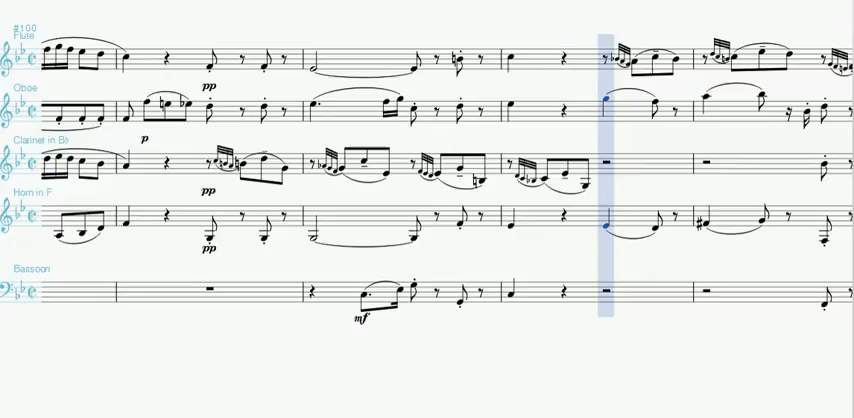 #100
Flute
pp
Oboe
p
Clarinet in B♭
pp
Horn in F
pp
Bassoon
mf